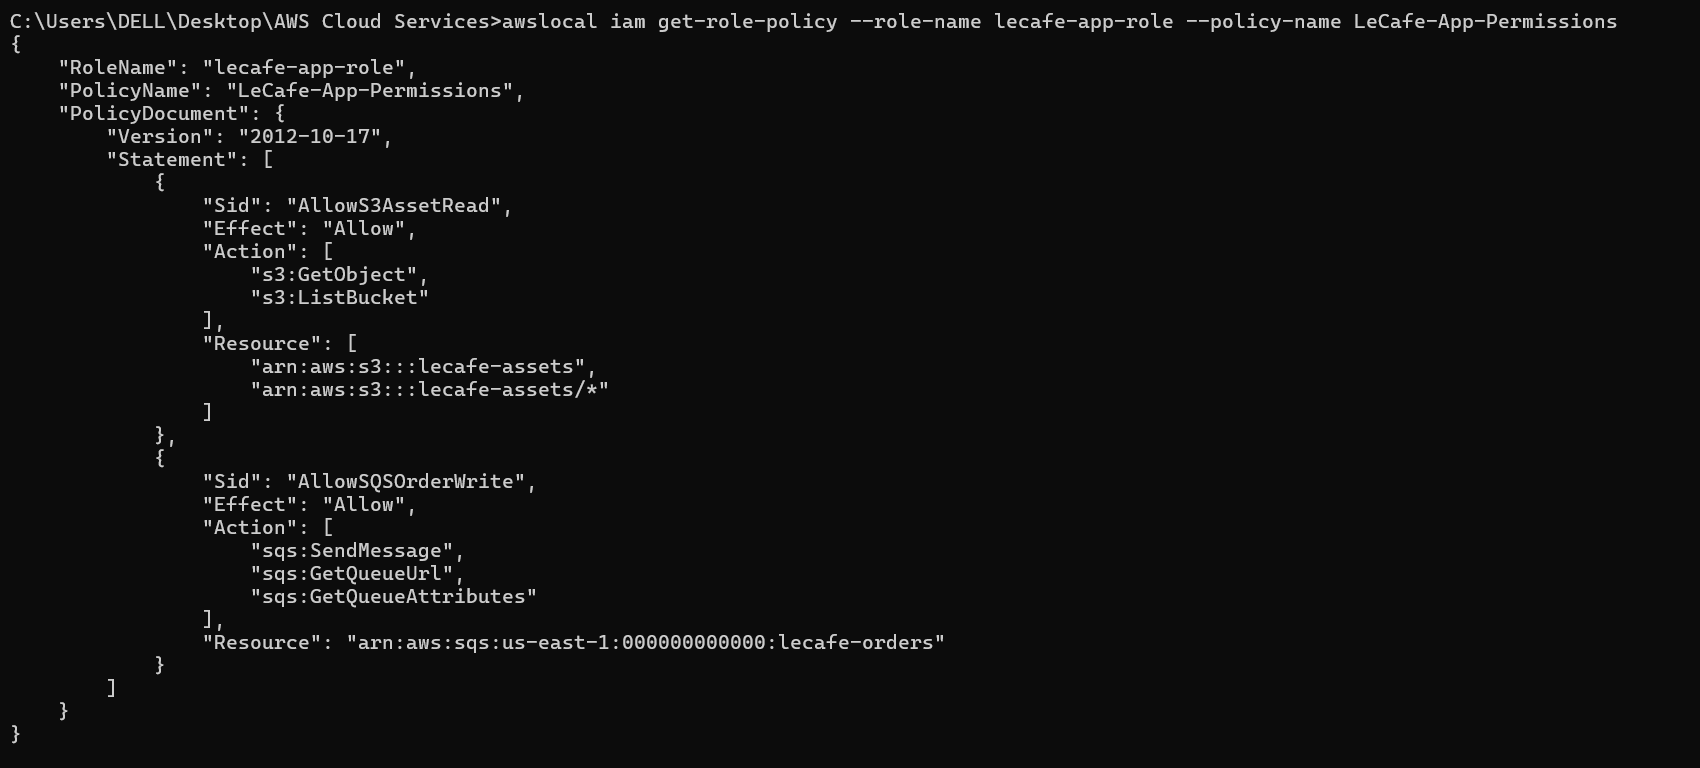 C:\Users\DELL\Desktop\AWS Cloud Services>awslocal iam get-role-policy --role-name lecafe-app-role --policy-name LeCafe-App-Permissions
{
    "RoleName": "lecafe-app-role",
    "PolicyName": "LeCafe-App-Permissions",
    "PolicyDocument": {
        "Version": "2012-10-17",
        "Statement": [
            {
                "Sid": "AllowS3AssetRead",
                "Effect": "Allow",
                "Action": [
                    "s3:GetObject",
                    "s3:ListBucket"
                ],
                "Resource": [
                    "arn:aws:s3:::lecafe-assets",
                    "arn:aws:s3:::lecafe-assets/*"
                ]
            },
            {
                "Sid": "AllowSQSOrderWrite",
                "Effect": "Allow",
                "Action": [
                    "sqs:SendMessage",
                    "sqs:GetQueueUrl",
                    "sqs:GetQueueAttributes"
                ],
                "Resource": "arn:aws:sqs:us-east-1:000000000000:lecafe-orders"
            }
        ]
    }
}